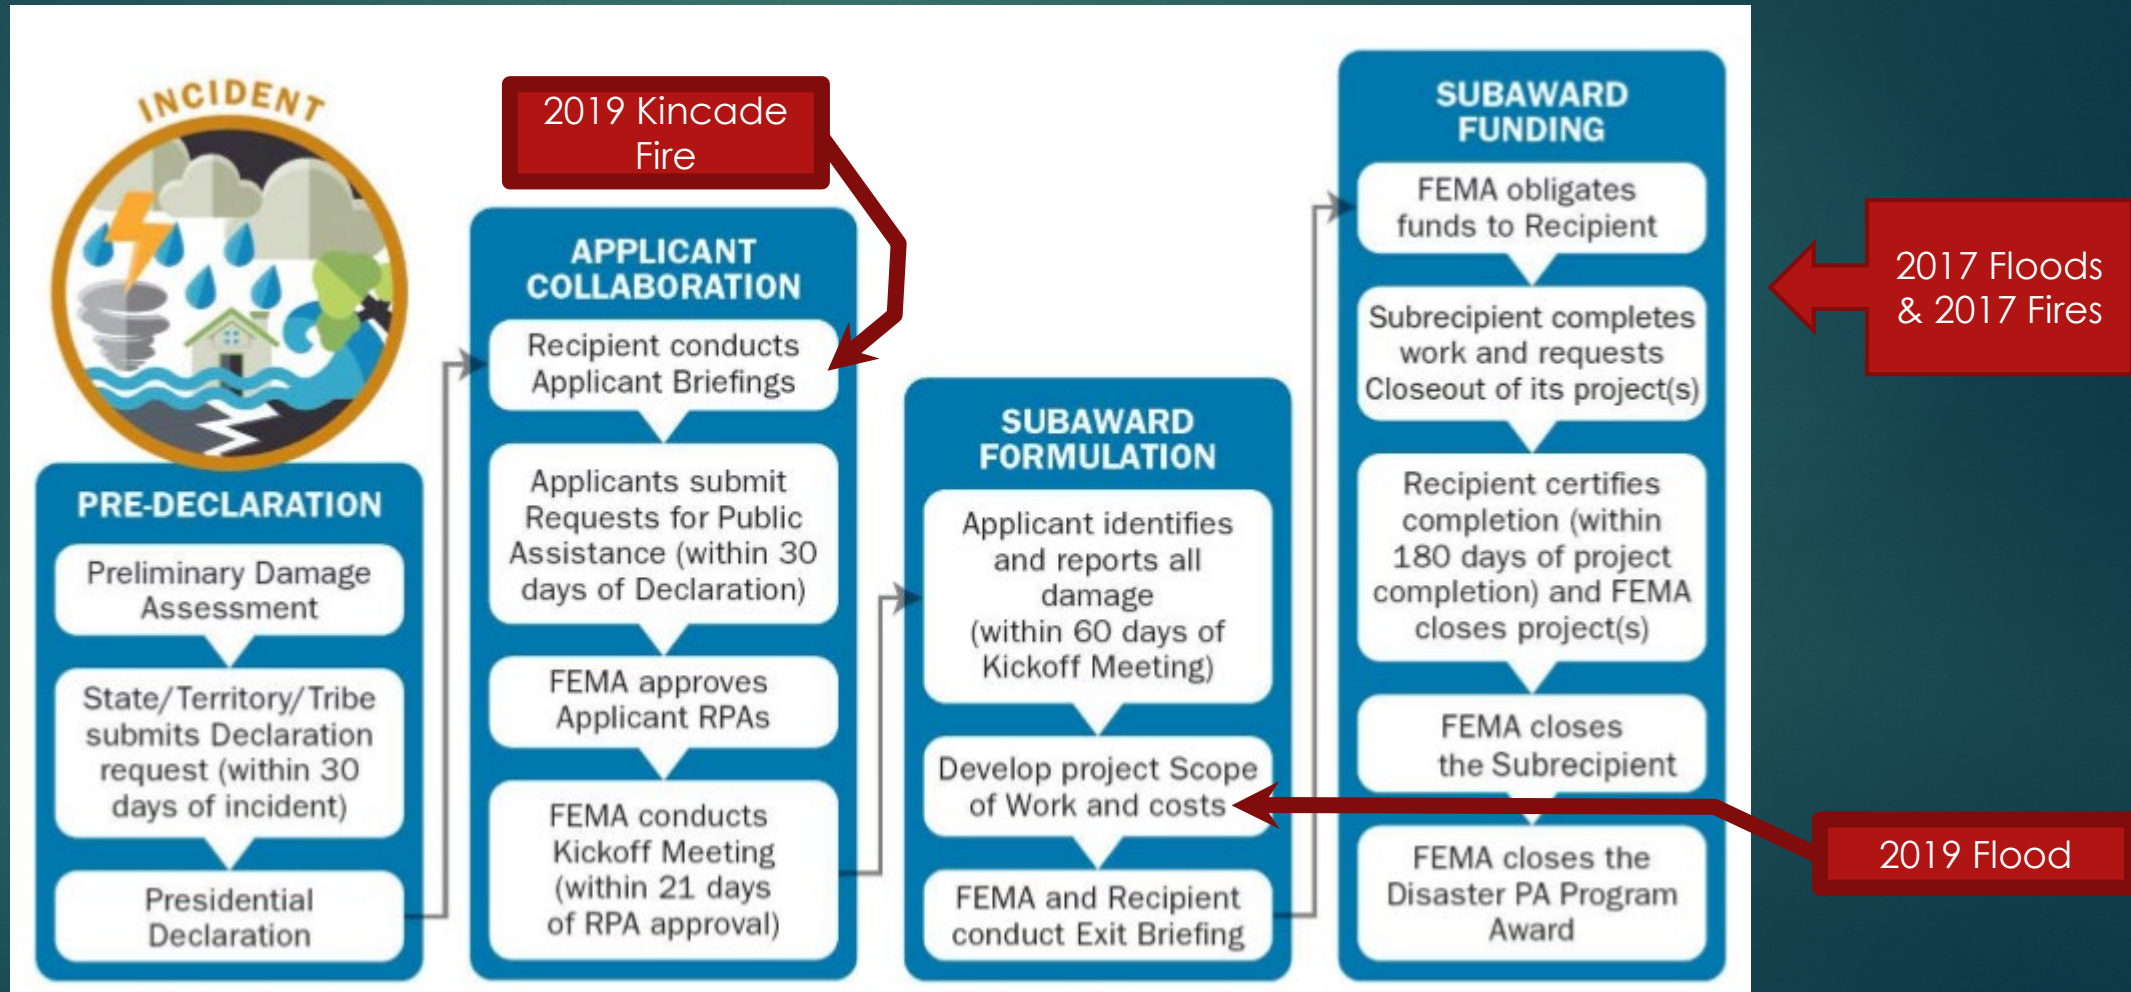 INCIDENT
PRE-DECLARATION
Preliminary Damage
Assessment
State/Territory/Tribe
submits Declaration
request (within 30
days of incident)
Presidential
Declaration
2019 Kincade
Fire
APPLICANT
COLLABORATION
Recipient conducts
Applicant Briefings
Applicants submit
Requests for Public
Assistance (within 30
days of Declaration)
FEMA approves
Applicant RPAs
FEMA conducts
Kickoff Meeting
(within 21 days
of RPA approval)
SUBAWARD
FORMULATION
Applicant identifies
and reports all
damage
(within 60 days of
Kickoff Meeting)
Develop project Scope
of Work and costs
FEMA and Recipient
conduct Exit Briefing
SUBAWARD
FUNDING
FEMA obligates
funds to Recipient
Subrecipient completes
work and requests
Closeout of its project(s)
Recipient certifies
completion (within
180 days of project
completion) and FEMA
closes project(s)
FEMA closes
the Subrecipient
FEMA closes the
Disaster PA Program
Award
2017 Floods
& 2017 Fires
2019 Flood